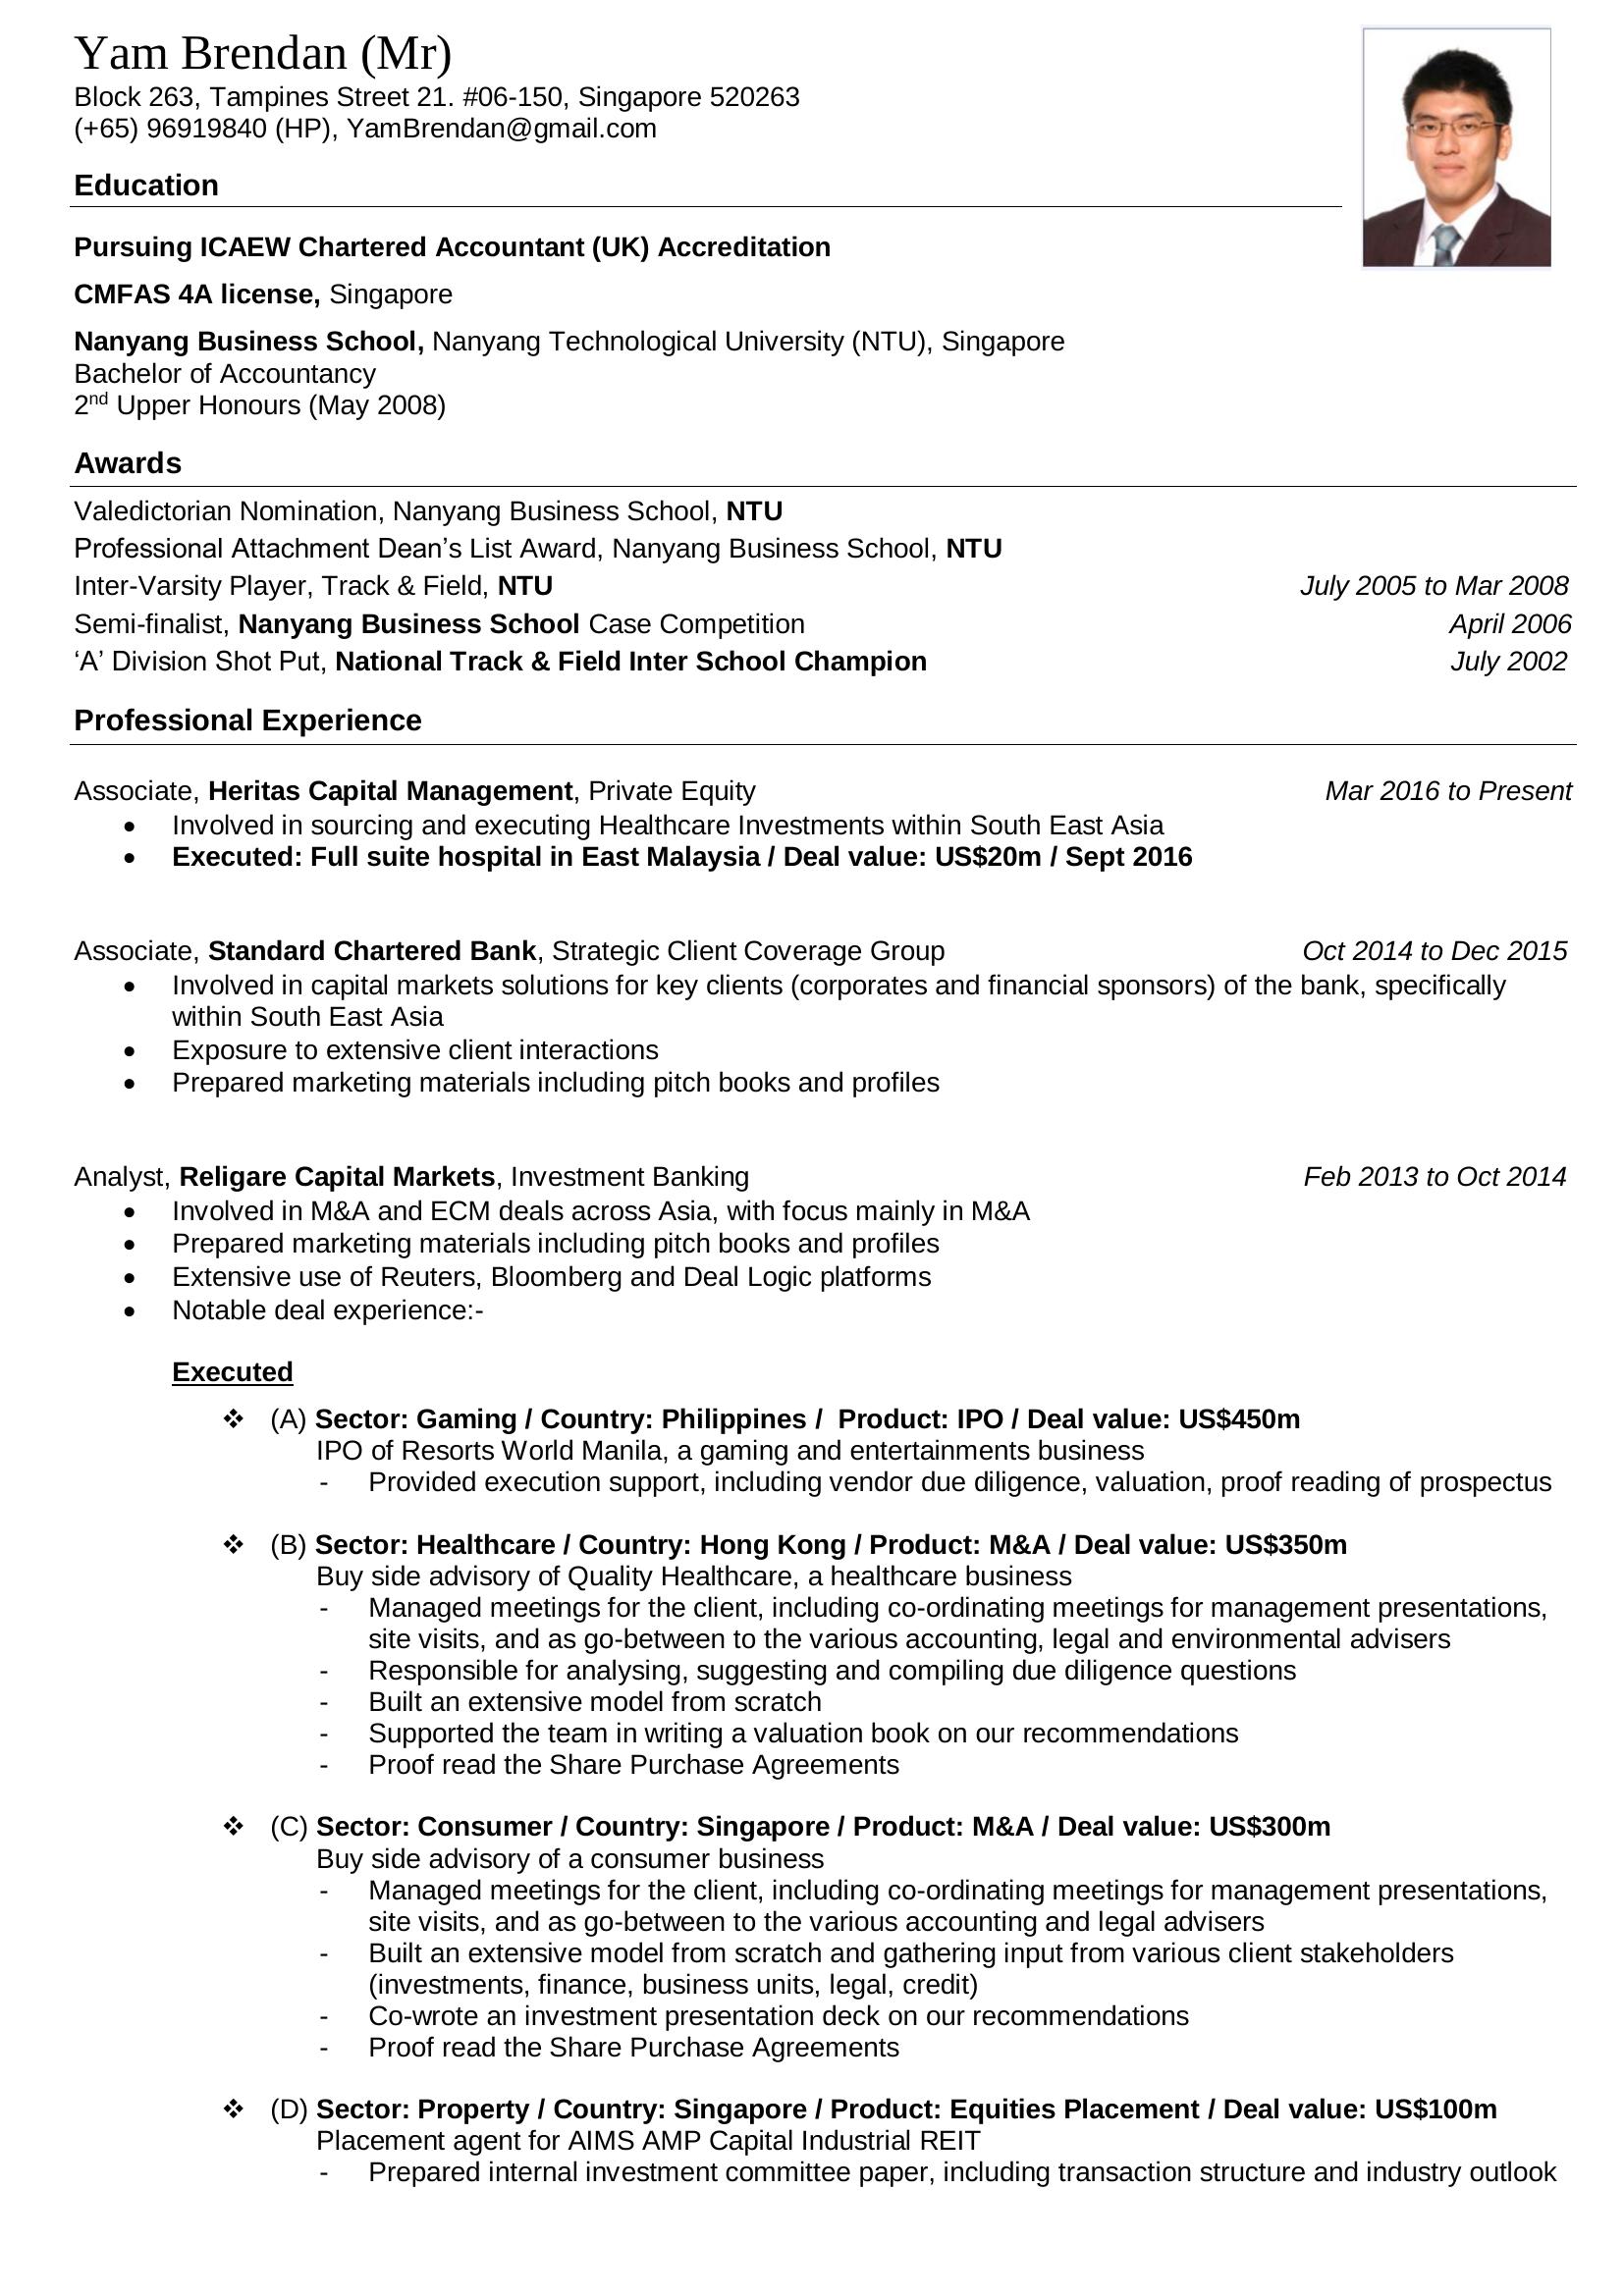 Yam Brendan (Mr)
Block 263, Tampines Street 21. #06-150, Singapore 520263
(+65) 96919840 (HP), YamBrendan@gmail.com
Education
Pursuing ICAEW Chartered Accountant (UK) Accreditation
CMFAS 4A license, Singapore
Nanyang Business School, Nanyang Technological University (NTU), Singapore
Bachelor of Accountancy
2nd Upper Honours (May 2008)
Awards
Valedictorian Nomination, Nanyang Business School, NTU
Professional Attachment Dean’s List Award, Nanyang Business School, NTU
Inter-Varsity Player, Track & Field, NTU July 2005 to Mar 2008
Semi-finalist, Nanyang Business School Case Competition April 2006
‘A’ Division Shot Put, National Track & Field Inter School Champion July 2002
Professional Experience
Associate, Heritas Capital Management, Private Equity Mar 2016 to Present
• Involved in sourcing and executing Healthcare Investments within South East Asia
• Executed: Full suite hospital in East Malaysia / Deal value: US$20m / Sept 2016
Associate, Standard Chartered Bank, Strategic Client Coverage Group Oct 2014 to Dec 2015
• Involved in capital markets solutions for key clients (corporates and financial sponsors) of the bank, specifically
within South East Asia
• Exposure to extensive client interactions
• Prepared marketing materials including pitch books and profiles
Analyst, Religare Capital Markets, Investment Banking Feb 2013 to Oct 2014
• Involved in M&A and ECM deals across Asia, with focus mainly in M&A
• Prepared marketing materials including pitch books and profiles
• Extensive use of Reuters, Bloomberg and Deal Logic platforms
• Notable deal experience:-
Executed
❖ (A) Sector: Gaming / Country: Philippines / Product: IPO / Deal value: US$450m
IPO of Resorts World Manila, a gaming and entertainments business
- Provided execution support, including vendor due diligence, valuation, proof reading of prospectus
❖ (B) Sector: Healthcare / Country: Hong Kong / Product: M&A / Deal value: US$350m
Buy side advisory of Quality Healthcare, a healthcare business
- Managed meetings for the client, including co-ordinating meetings for management presentations,
site visits, and as go-between to the various accounting, legal and environmental advisers
- Responsible for analysing, suggesting and compiling due diligence questions
- Built an extensive model from scratch
- Supported the team in writing a valuation book on our recommendations
- Proof read the Share Purchase Agreements
❖ (C) Sector: Consumer / Country: Singapore / Product: M&A / Deal value: US$300m
Buy side advisory of a consumer business
- Managed meetings for the client, including co-ordinating meetings for management presentations,
site visits, and as go-between to the various accounting and legal advisers
- Built an extensive model from scratch and gathering input from various client stakeholders
(investments, finance, business units, legal, credit)
- Co-wrote an investment presentation deck on our recommendations
- Proof read the Share Purchase Agreements
❖ (D) Sector: Property / Country: Singapore / Product: Equities Placement / Deal value: US$100m
Placement agent for AIMS AMP Capital Industrial REIT
- Prepared internal investment committee paper, including transaction structure and industry outlook